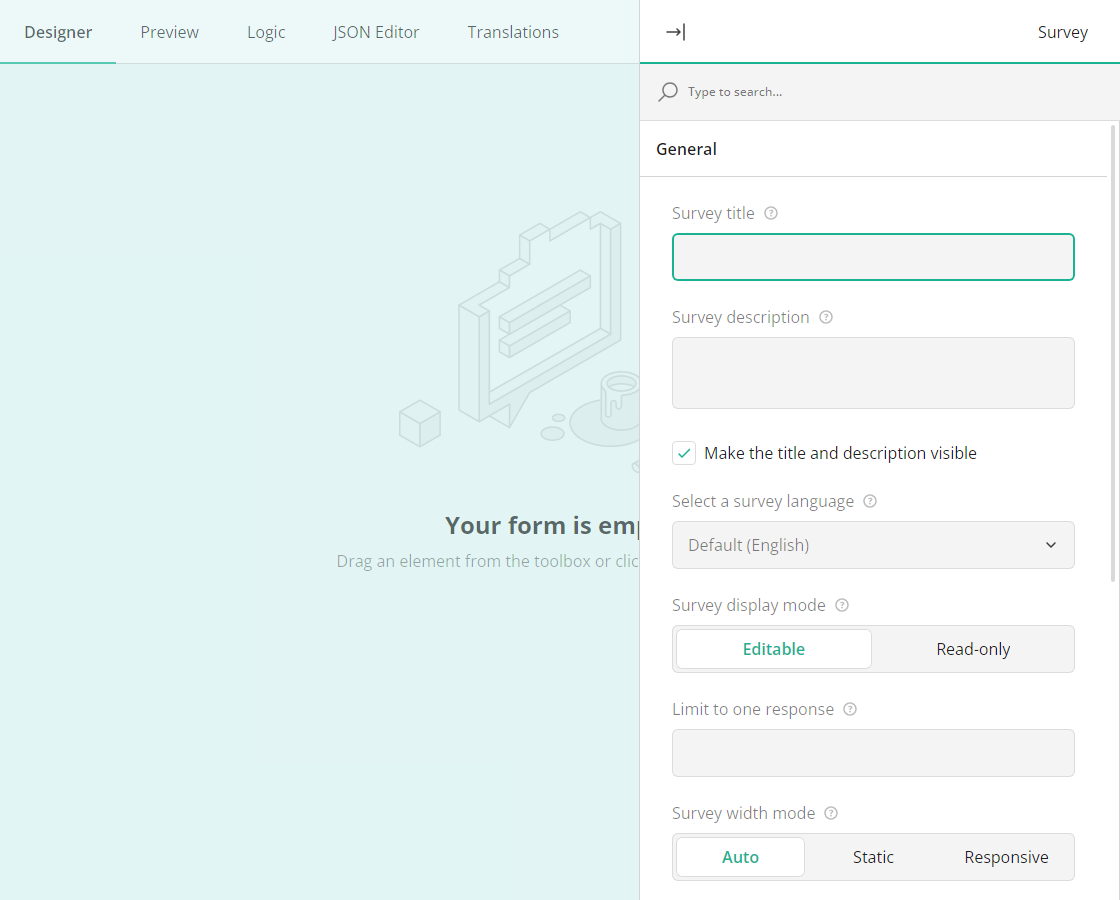 Designer Preview Logic JSON Editor Translations
Survey
Type to search...
General
Survey title ?
Survey description ?
Make the title and description visible
Select a survey language ?
Default (English)
Your form is emp
Drag an element from the toolbox or clic
Survey display mode ?
Editable Read-only
Limit to one response ?
Survey width mode ?
Auto Static Responsive